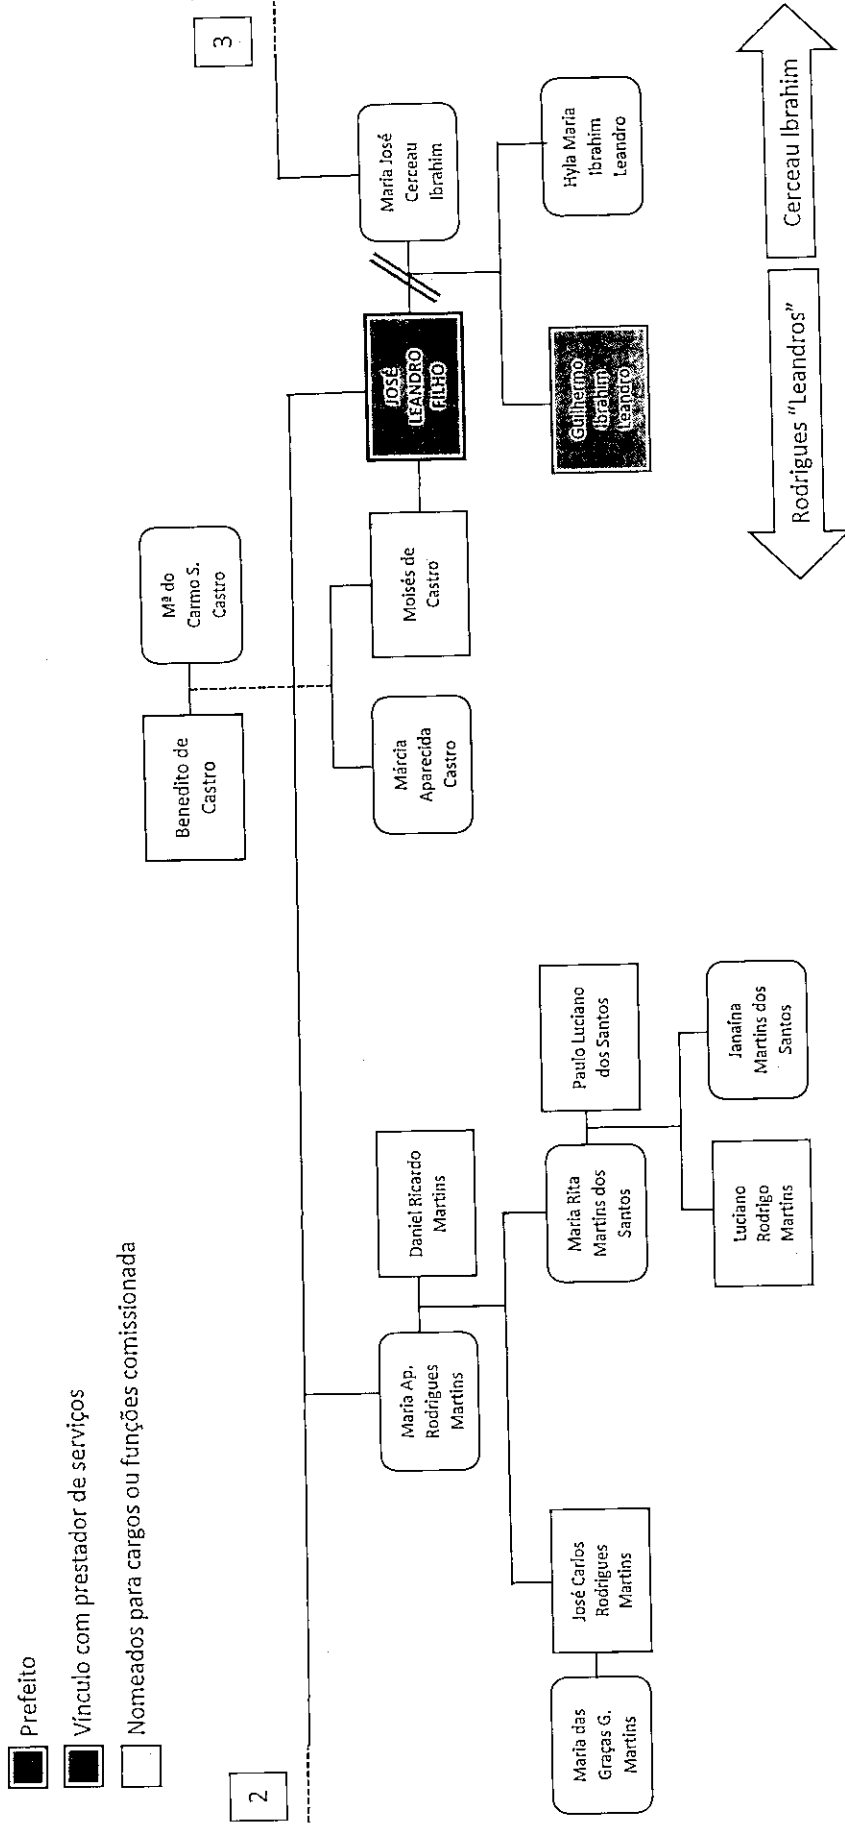 Prefeito
Vínculo com prestador de serviços
Nomeados para cargos ou funções comissionada
2
3
Benedito de
Castro
Mª do
Carmo S.
Castro
Maria Ap.
Rodrigues
Martins
Daniel Ricardo
Martins
Márcia
Aparecida
Castro
Moisés de
Castro
JOSÉ
LEANDRO
FILHO
Maria José
Cerceau
Ibrahim
Maria das
Graças G.
Martins
José Carlos
Rodrigues
Martins
Maria Rita
Martins dos
Santos
Paulo Luciano
dos Santos
Guilhermo
Ibrahim
Leandro
Hyla Maria
Ibrahim
Leandro
Luciano
Rodrigo
Martins
Janaína
Martins dos
Santos
Rodrigues "Leandros"
Cerceau Ibrahim